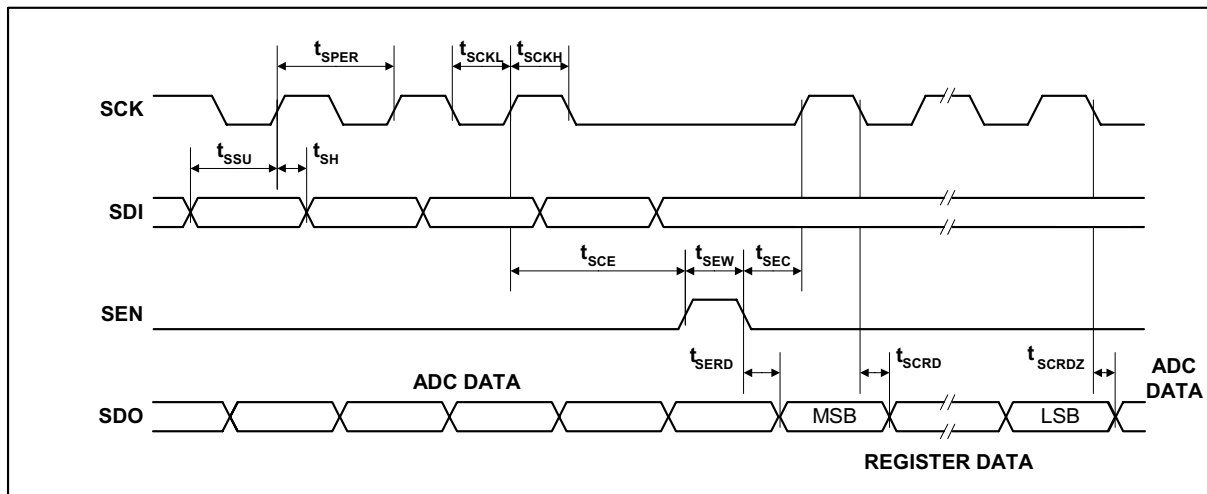 tSPER
tSCKL
tSCKH
SCK
tSSU
tSH
SDI
tSCE
tSEW
tSEC
SEN
tSERD
tSCRD
tSCRDZ
ADC DATA
ADC DATA
SDO
MSB
LSB
REGISTER DATA